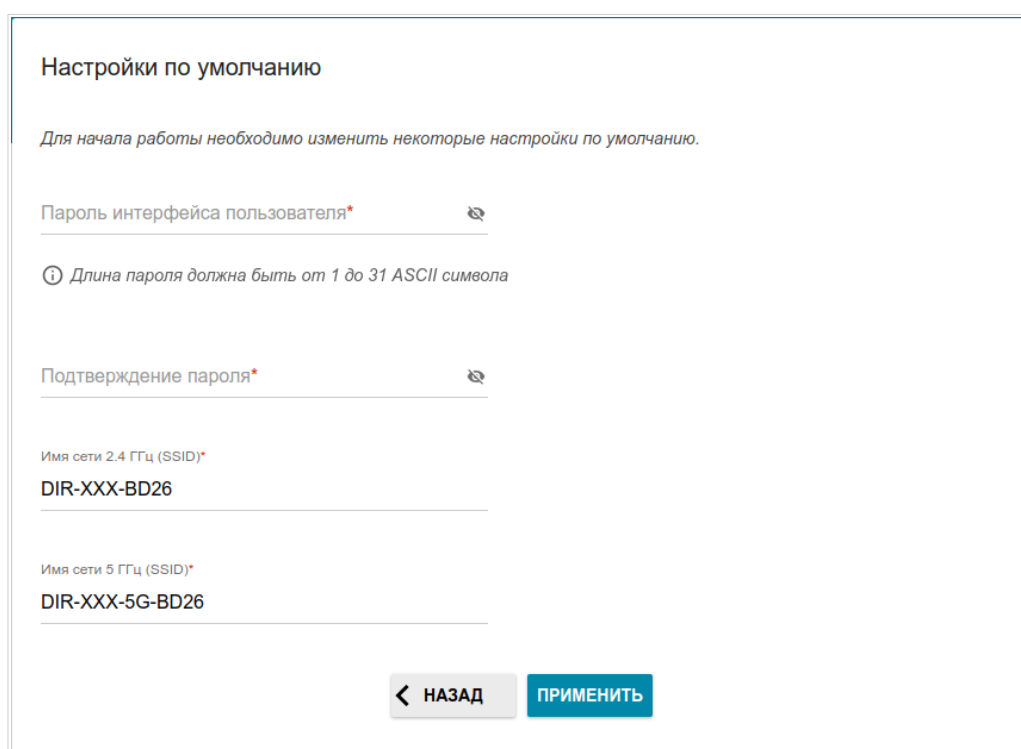 Настройки по умолчанию
Для начала работы необходимо изменить некоторые настройки по умолчанию.
Пароль интерфейса пользователя*
Длина пароля должна быть от 1 до 31 ASCII символа
Подтверждение пароля*
Имя сети 2.4 ГГц (SSID)*
DIR-XXX-BD26
Имя сети 5 ГГц (SSID)*
DIR-XXX-5G-BD26
НАЗАД
ПРИМЕНИТЬ